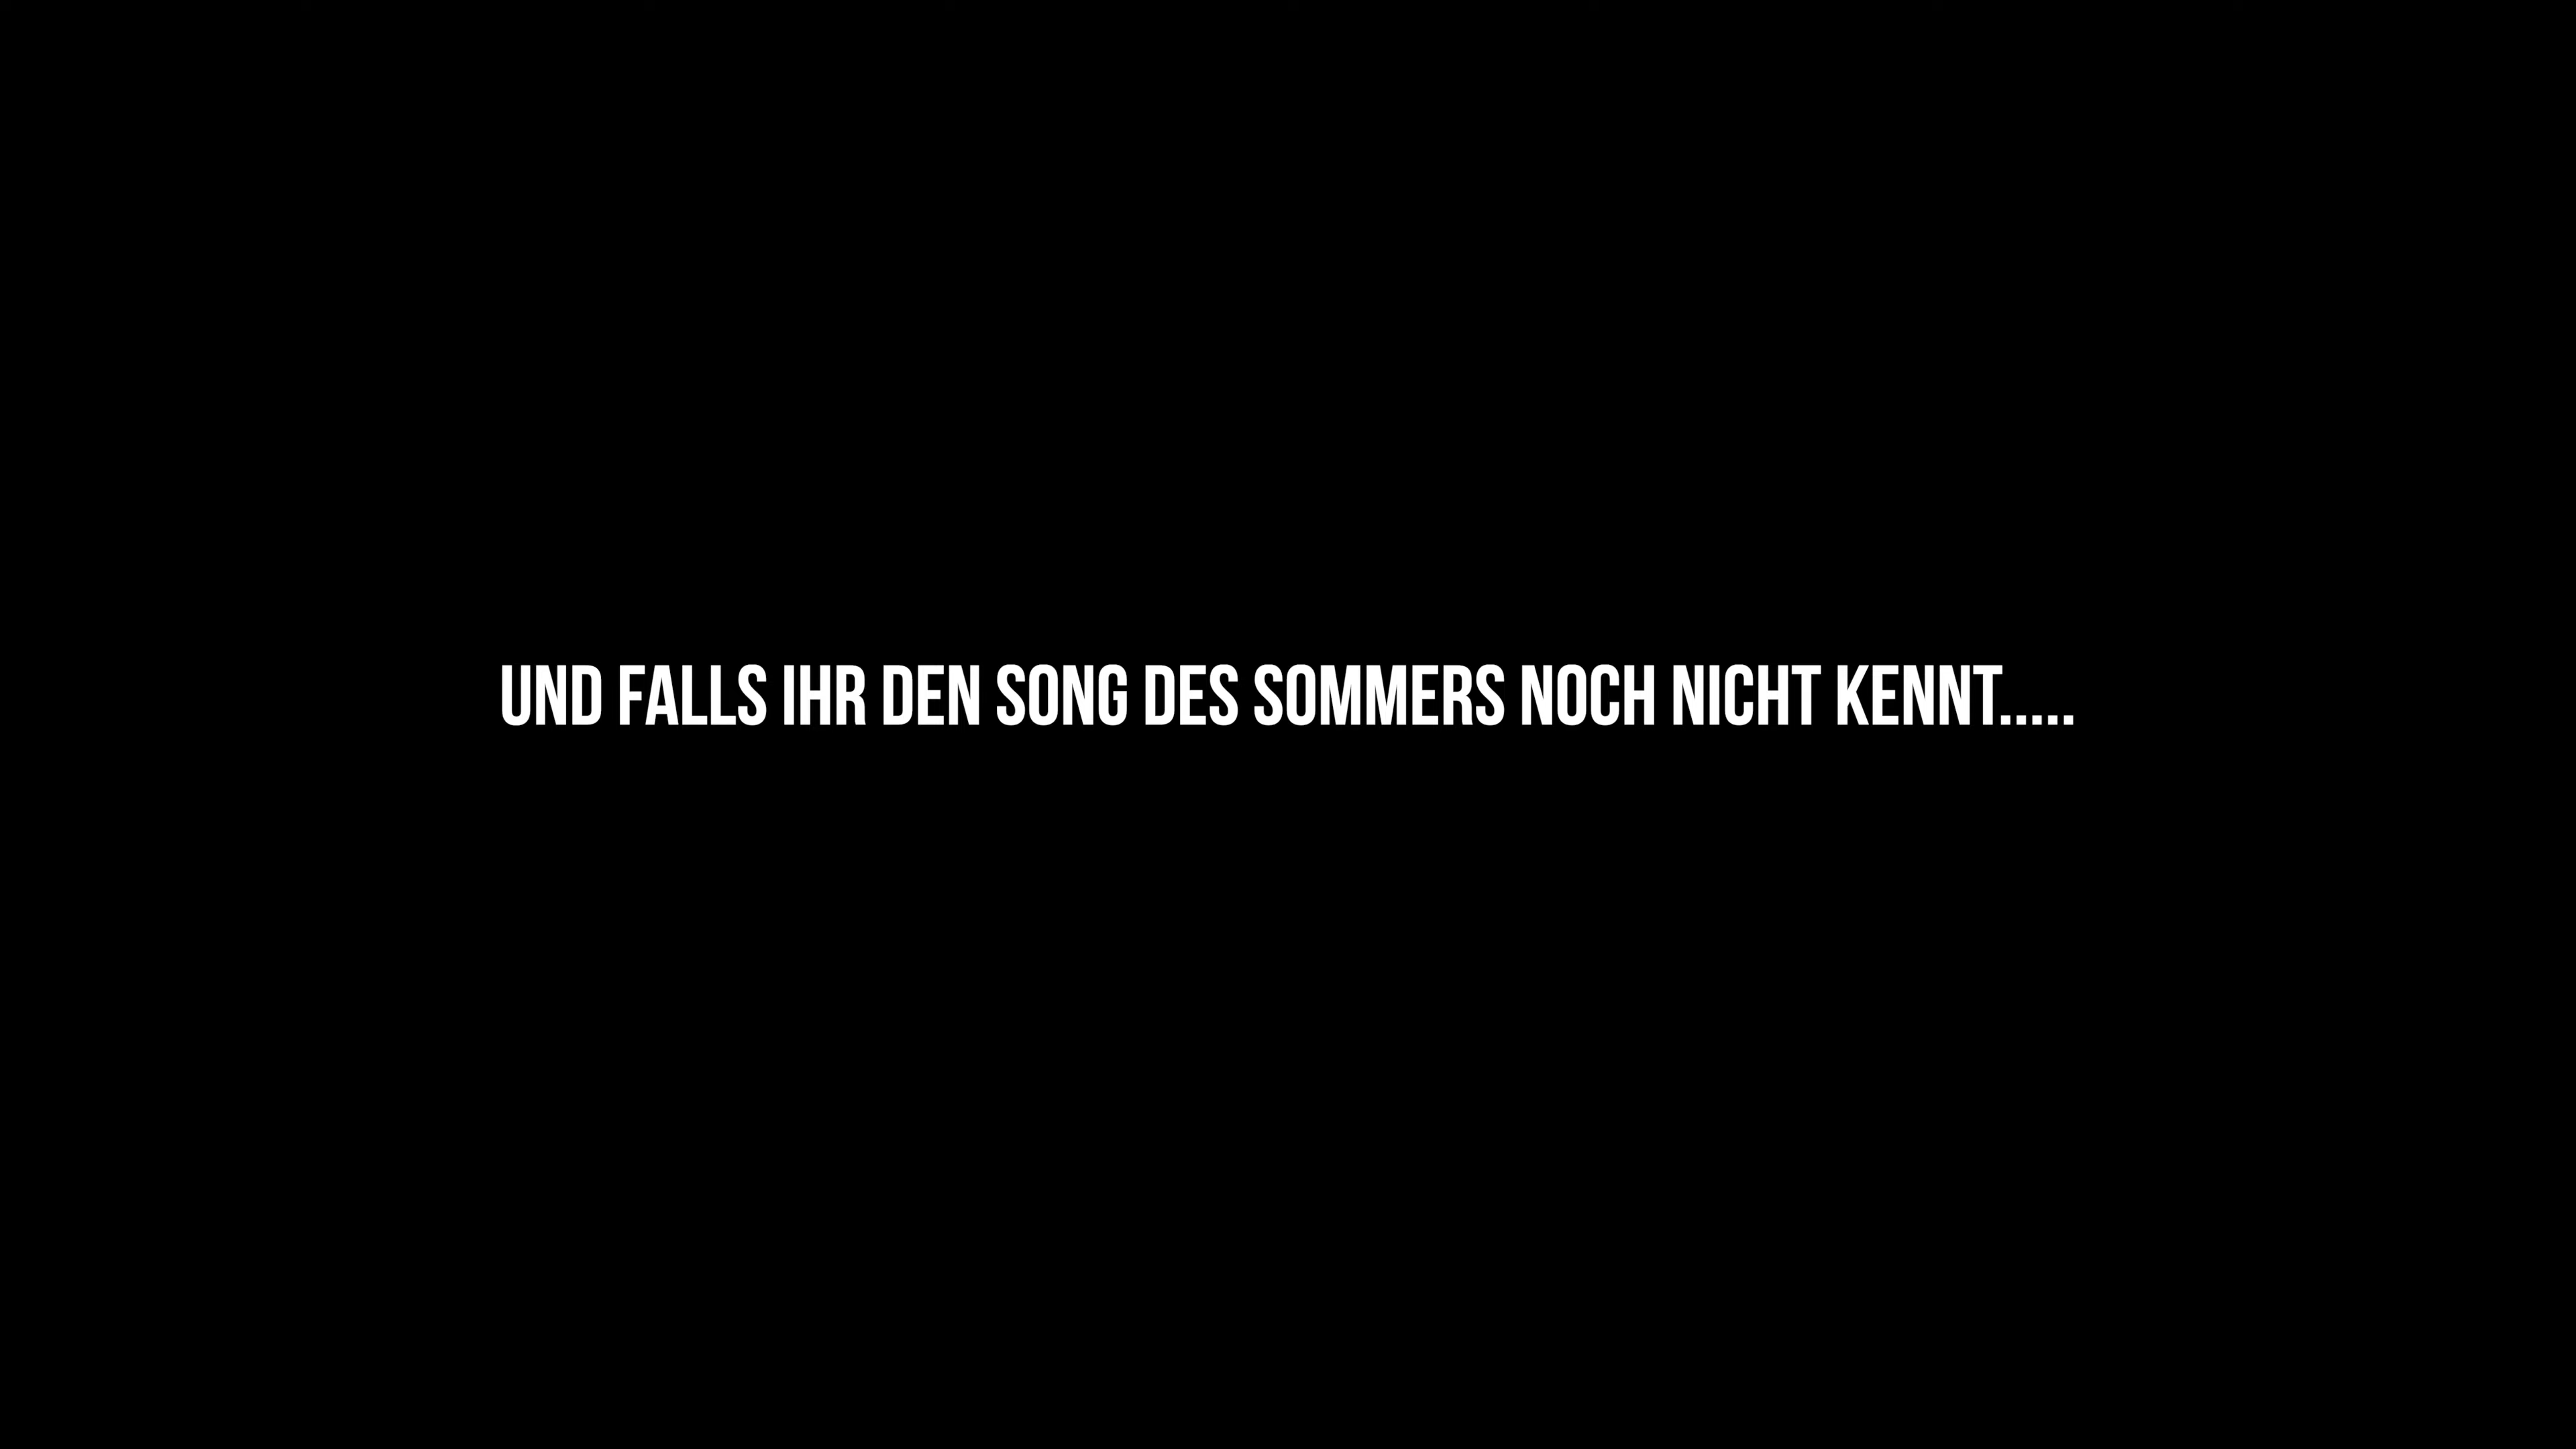 UND FALLS IHR DEN SONG DES SOMMERS NOCH NICHT KENNT.....